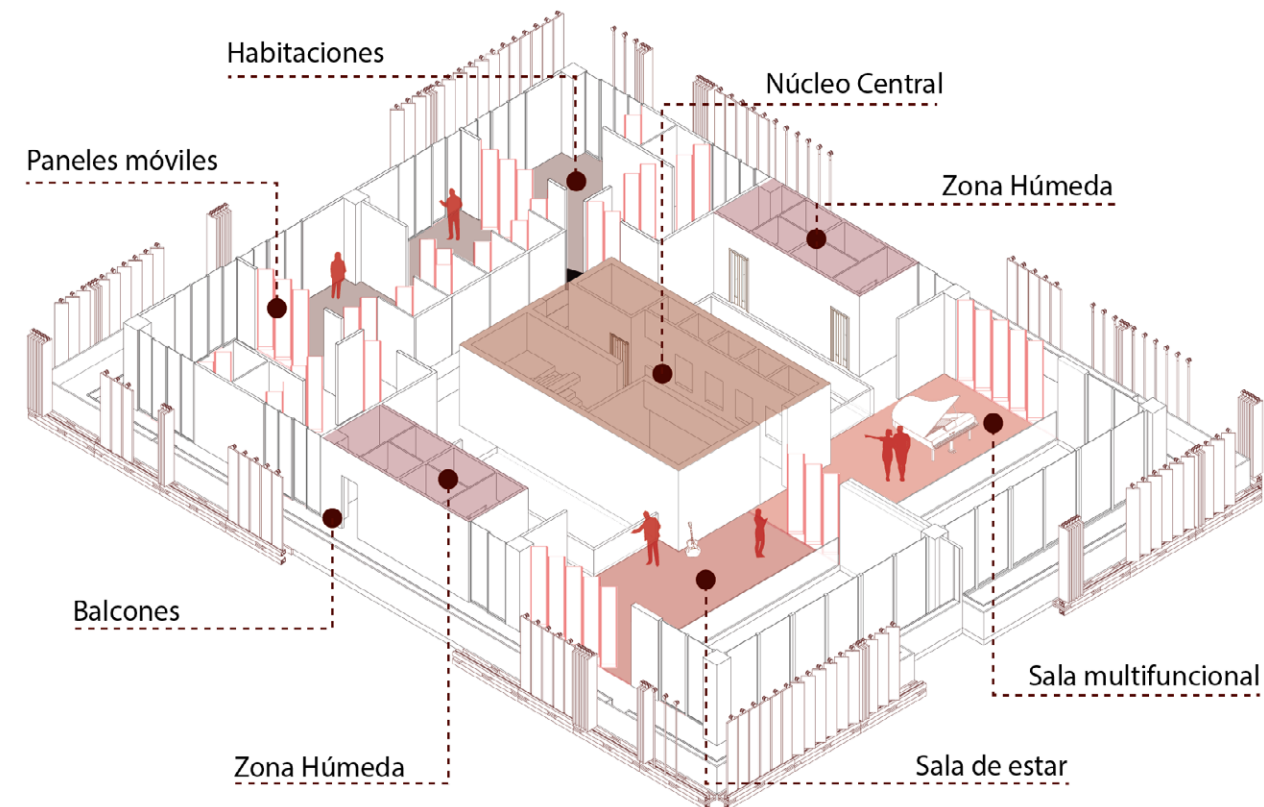 Habitaciones
Núcleo Central
Paneles móviles
Zona Húmeda
Balcones
Sala multifuncional
Zona Húmeda
Sala de estar